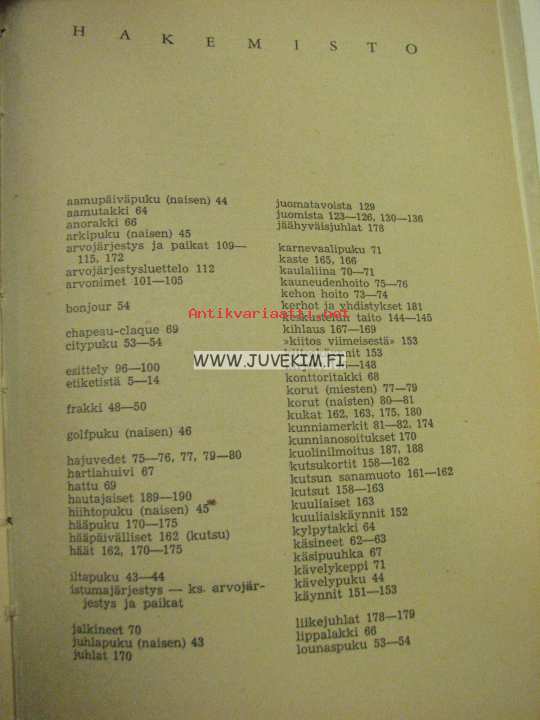 HAKEMISTO
aamupäiväpuku (naisen) 44
aamutakki 64
anorakki 66
arkipuku (naisen) 45
arvojärjestys ja paikat 109—
115, 172
arvojärjestysluettelo 112
arvonimet 101—105
bonjour 54
chapeau-claque 69
citypuku 53—54
esittely 96—100
etiketistä 5—14
frakki 48—50
golfpuku (naisen) 46
hajuvedet 75—76, 77, 79—80
hartiahuivi 67
hattu 69
hautajaiset 189—190
hiihtopuku (naisen) 45
hääpuku 170—175
hääpäivälliset 162 (kutsu)
häät 162, 170—175
iltapuku 43—44
istumajärjestys — ks. arvojär-
jestys ja paikat
jalkineet 70
juhlapuku (naisen) 43
juhlat 170
juomatavoista 129
juomista 123—126, 130—136
jäähyväisjuhlat 178
karnevaalipuku 71
kaste 165, 166
kaulaliina 70—71
kauneudenhoito 75—76
kehon hoito 73—74
kerhot ja yhdistykset 181
keskustelun taito 144—145
kihlaus 167—169
»kiitos viimeisestä» 153
153
—148
konttoritakki 68
korut (miesten) 77—79
korut (naisten) 80—81
kukat 162, 163, 175, 180
kunniamerkit 81—82, 174
kunnianosoitukset 170
kuolinilmoitus 187, 188
kutsukortit 158—162
kutsun sanamuoto 161—162
kutsut 158—163
kuuliaiset 163
kuuliaiskäynnit 152
kylpytakki 64
käsineet 62—63
käsipuuhka 67
kävelykeppi 71
kävelypuku 44
käynnit 151—153
liikejuhlat 178—179
lippalakki 66
lounaspuku 53—54
Antikvariaatti.net
WWW.JUVEKIM.FI